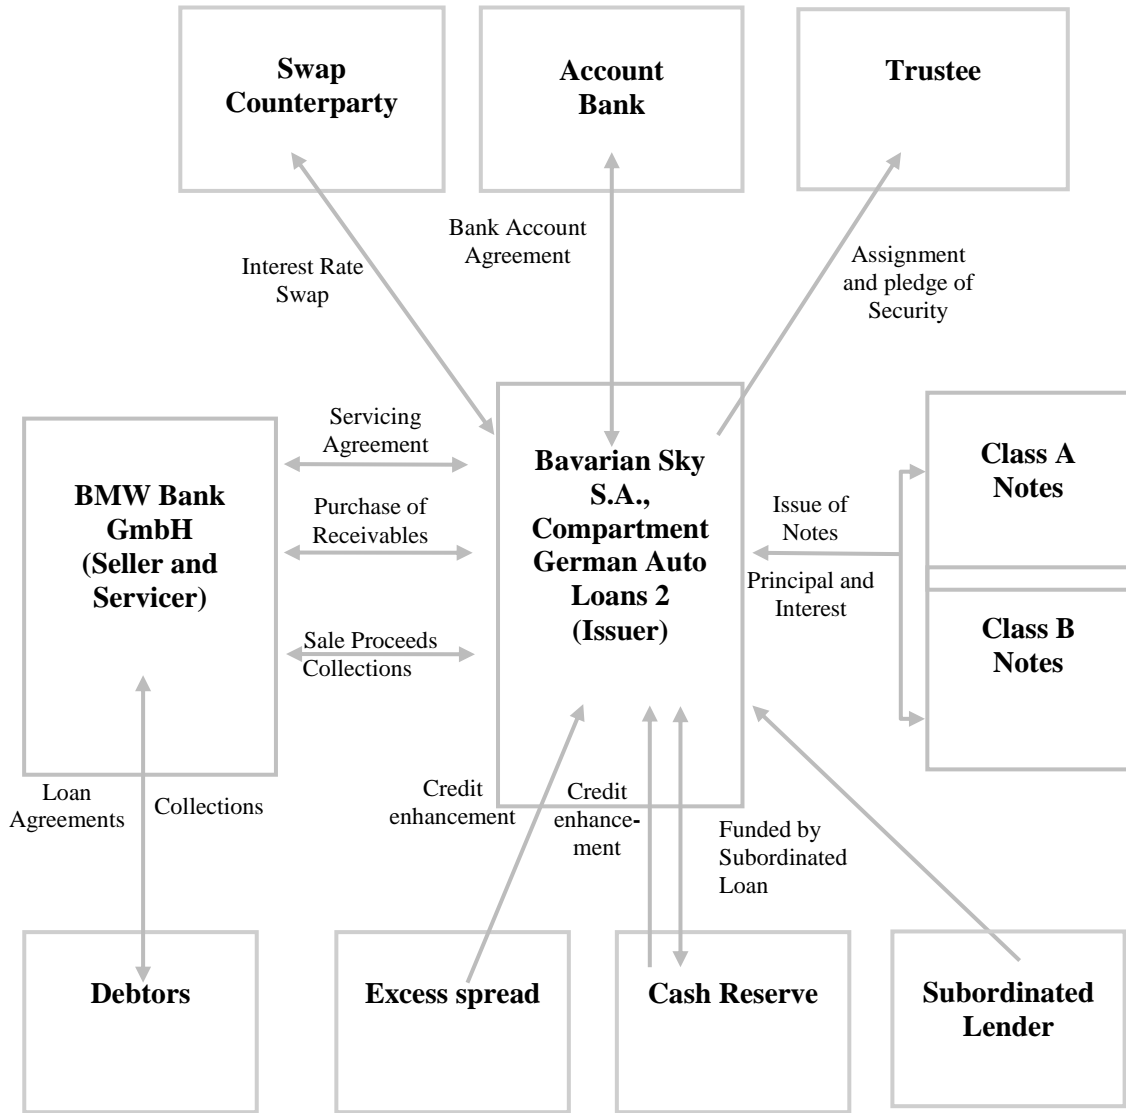 Swap
Counterparty
Account
Bank
Trustee
Bank Account
Agreement
Interest Rate
Swap
Assignment
and pledge of
Security
Servicing
Agreement
Purchase of
Receivables
Sale Proceeds
Collections
BMW Bank
GmbH
(Seller and
Servicer)
Bavarian Sky
S.A.,
Compartment
German Auto
Loans 2
(Issuer)
Issue of
Notes
Principal and
Interest
Class A
Notes
Class B
Notes
Loan
Agreements
Collections
Credit
enhancement
Credit
enhance-
ment
Funded by
Subordinated
Loan
Debtors
Excess spread
Cash Reserve
Subordinated
Lender